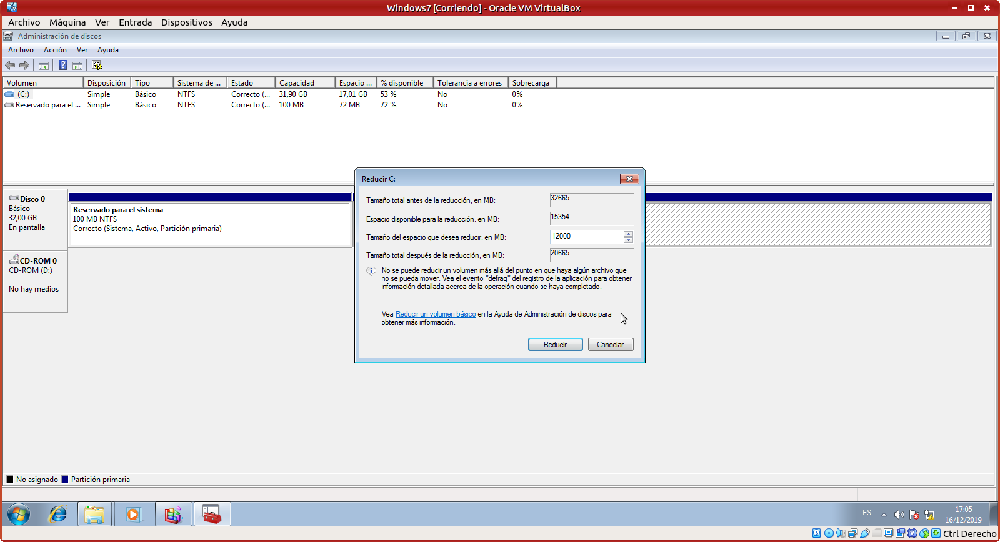 Windows7 [Corriendo] - Oracle VM VirtualBox
Archivo Máquina Ver Entrada Dispositivos Ayuda
Administración de discos
Archivo Acción Ver Ayuda
Volumen Disposición Tipo Sistema de ... Estado Capacidad Espacio ... % disponible Tolerancia a errores Sobrecarga
(C:) Simple Básico NTFS Correcto (... 31,90 GB 17,01 GB 53 % No 0%
Reservado para el ... Simple Básico NTFS Correcto (... 100 MB 72 MB 72 % No 0%
Disco 0
Básico
32,00 GB
En pantalla
Reservado para el sistema
100 MB NTFS
Correcto (Sistema, Activo, Partición primaria)
CD-ROM 0
CD-ROM (D:)
No hay medios
Reducir C:
Tamaño total antes de la reducción, en MB: 32665
Espacio disponible para la reducción, en MB: 15354
Tamaño del espacio que desea reducir, en MB: 12000
Tamaño total después de la reducción, en MB: 20665
No se puede reducir un volumen más allá del punto en que haya algún archivo que
no se pueda mover. Vea el evento "defrag" del registro de la aplicación para obtener
información detallada acerca de la operación cuando se haya completado.
Vea Reducir un volumen básico en la Ayuda de Administración de discos para
obtener más información.
Reducir Cancelar
No asignado Partición primaria
ES
17:05
16/12/2019
Ctrl Derecho